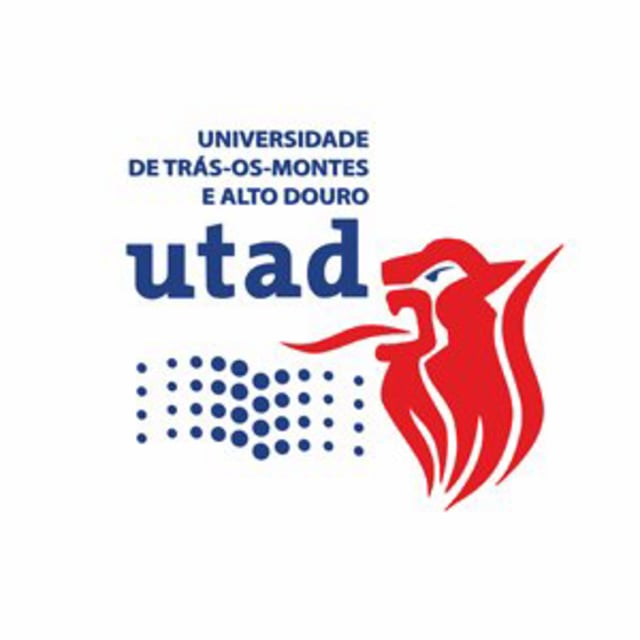 UNIVERSIDADE
DE TRÁS-OS-MONTES
E ALTO DOURO
utad